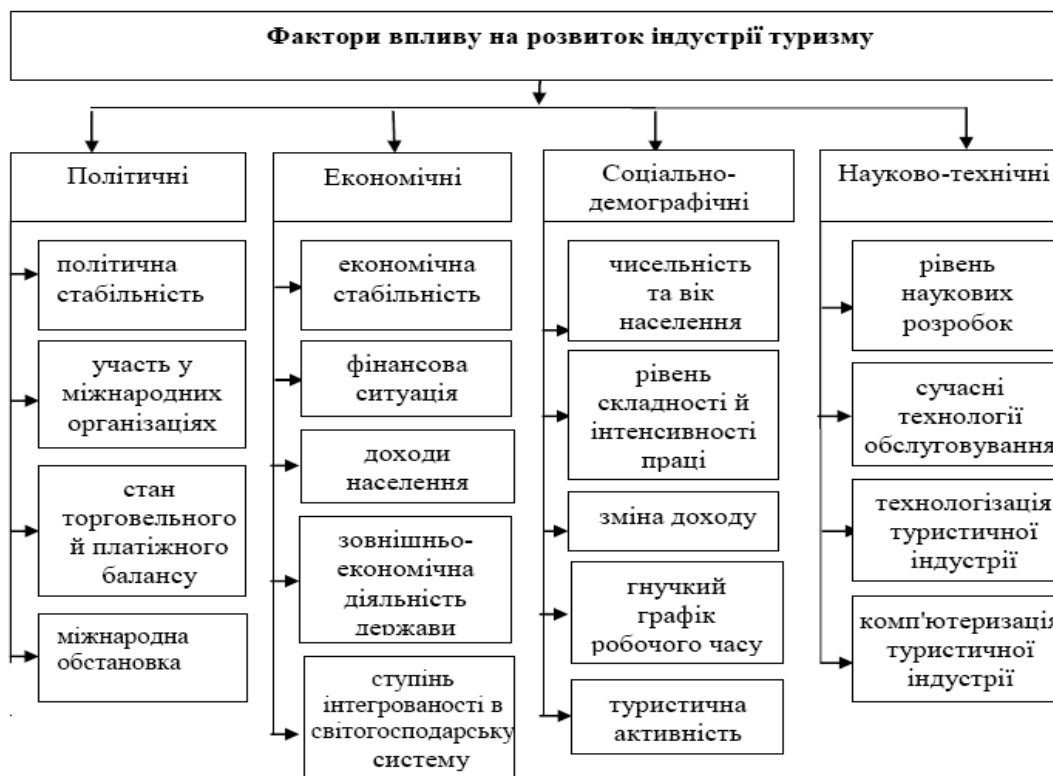 Фактори впливу на розвиток індустрії туризму
Політичні
політична
стабільність
участь у
міжнародних
організаціях
стан
торговельного
й платіжного
балансу
міжнародна
обстановка
Економічні
економічна
стабільність
фінансова
ситуація
доходи
населення
зовнішньо-
економічна
діяльність
держави
ступінь
інтегрованості в
світогосподарську
систему
Соціально-
демографічні
чисельність
та вік
населення
рівень
складності й
інтенсивності
праці
зміна доходу
гнучкий
графік
робочого часу
туристична
активність
Науково-технічні
рівень
наукових
розробок
сучасні
технології
обслуговування
технологізація
туристичної
індустрії
комп'ютеризація
туристичної
індустрії